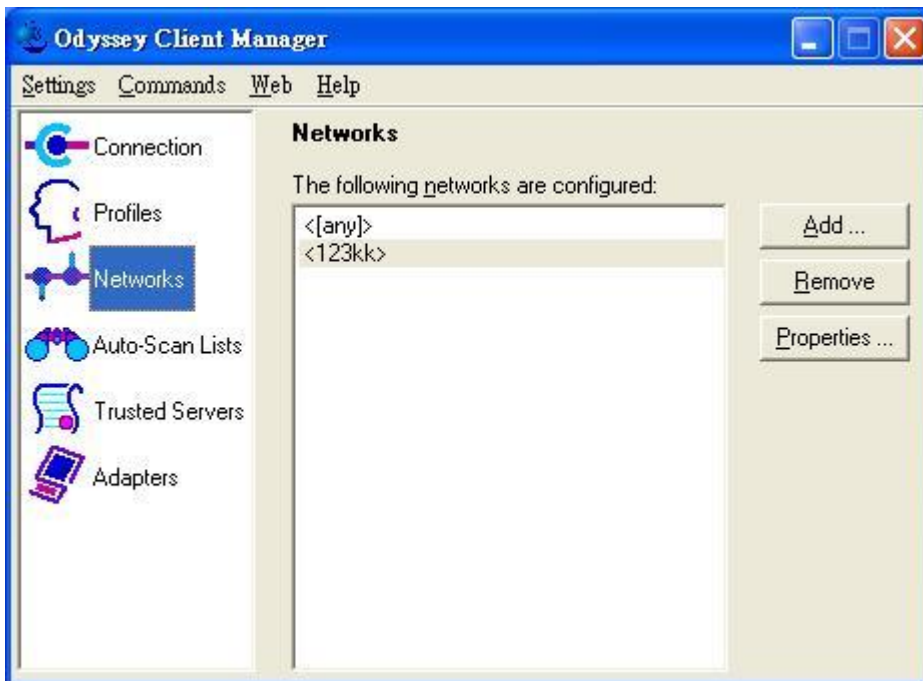 Odyssey Client Manager
Settings Commands Web Help
Connection
Profiles
Networks
Auto-Scan Lists
Trusted Servers
Adapters
Networks
The following networks are configured:
<[any]>
<123kk>
Add ...
Remove
Properties ...